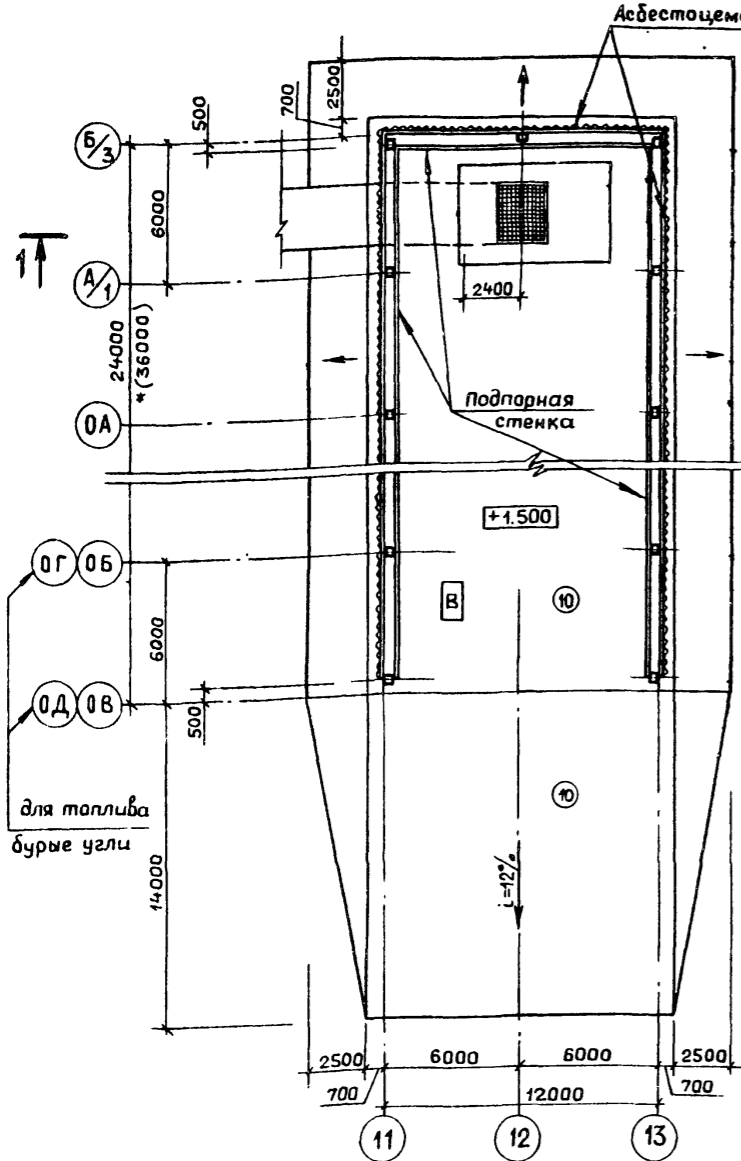 Асбестоцем
2500
700
500
Б/3
6000
1
А/1
2400
24000
*(36000)
0А
Подпорная
стенка
+1.500
0Г 0Б
В
10
6000
0Д 0В
500
10
для топлива
бурые угли
14000
i=12%
2500
6000
6000
2500
700
12000
700
11
12
13